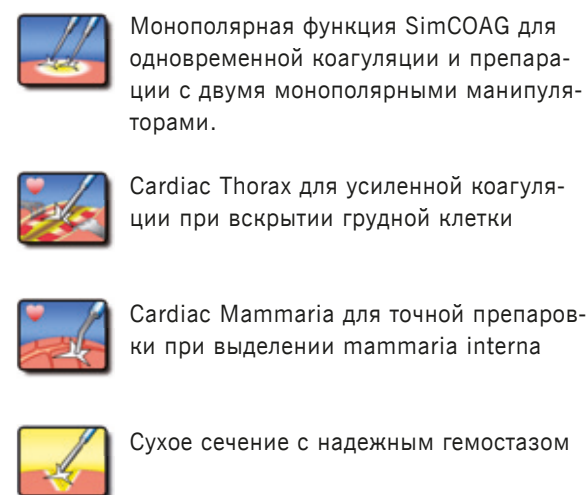 Монополярная функция SimCOAG для
одновременной коагуляции и препара-
ции с двумя монополярными манипуля-
торами.
Cardiac Thorax для усиленной коагуля-
ции при вскрытии грудной клетки
Cardiac Mammaria для точной препаров-
ки при выделении mammaria interna
Сухое сечение с надежным гемостазом